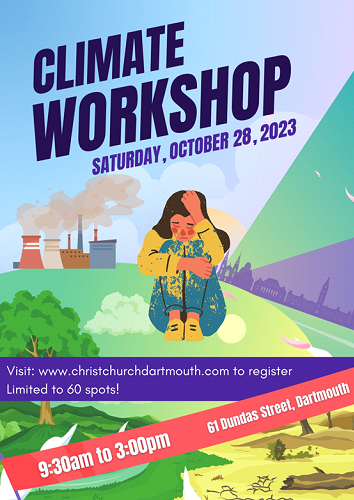 CLIMATE
WORKSHOP
SATURDAY, OCTOBER 28, 2023
Visit: www.christchurchdartmouth.com to register
Limited to 60 spots!
61 Dundas Street, Dartmouth
9:30am to 3:00pm